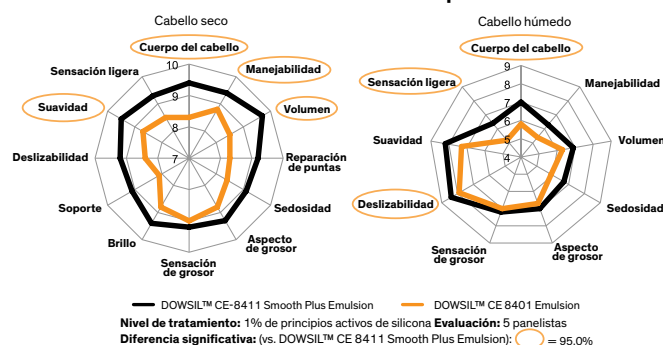 Cabello seco
Cuerpo del cabello
Manejabilidad
Volumen
Reparación
de puntas
Sedosidad
Aspecto
de grosor
Sensación
de grosor
Brillo
Soporte
Deslizabilidad
Suavidad
Sensación ligera
10
9
8
7
Cabello húmedo
Cuerpo del cabello
Manejabilidad
Volumen
Sedosidad
Aspecto
de grosor
Sensación
de grosor
Deslizabilidad
Suavidad
Sensación ligera
9
8
7
6
5
4
DOWSIL™ CE-8411 Smooth Plus Emulsion
DOWSIL™ CE 8401 Emulsion
Nivel de tratamiento: 1% de principios activos de silicona Evaluación: 5 panelistas
Diferencia significativa: (vs. DOWSIL™ CE 8411 Smooth Plus Emulsion): = 95.0%